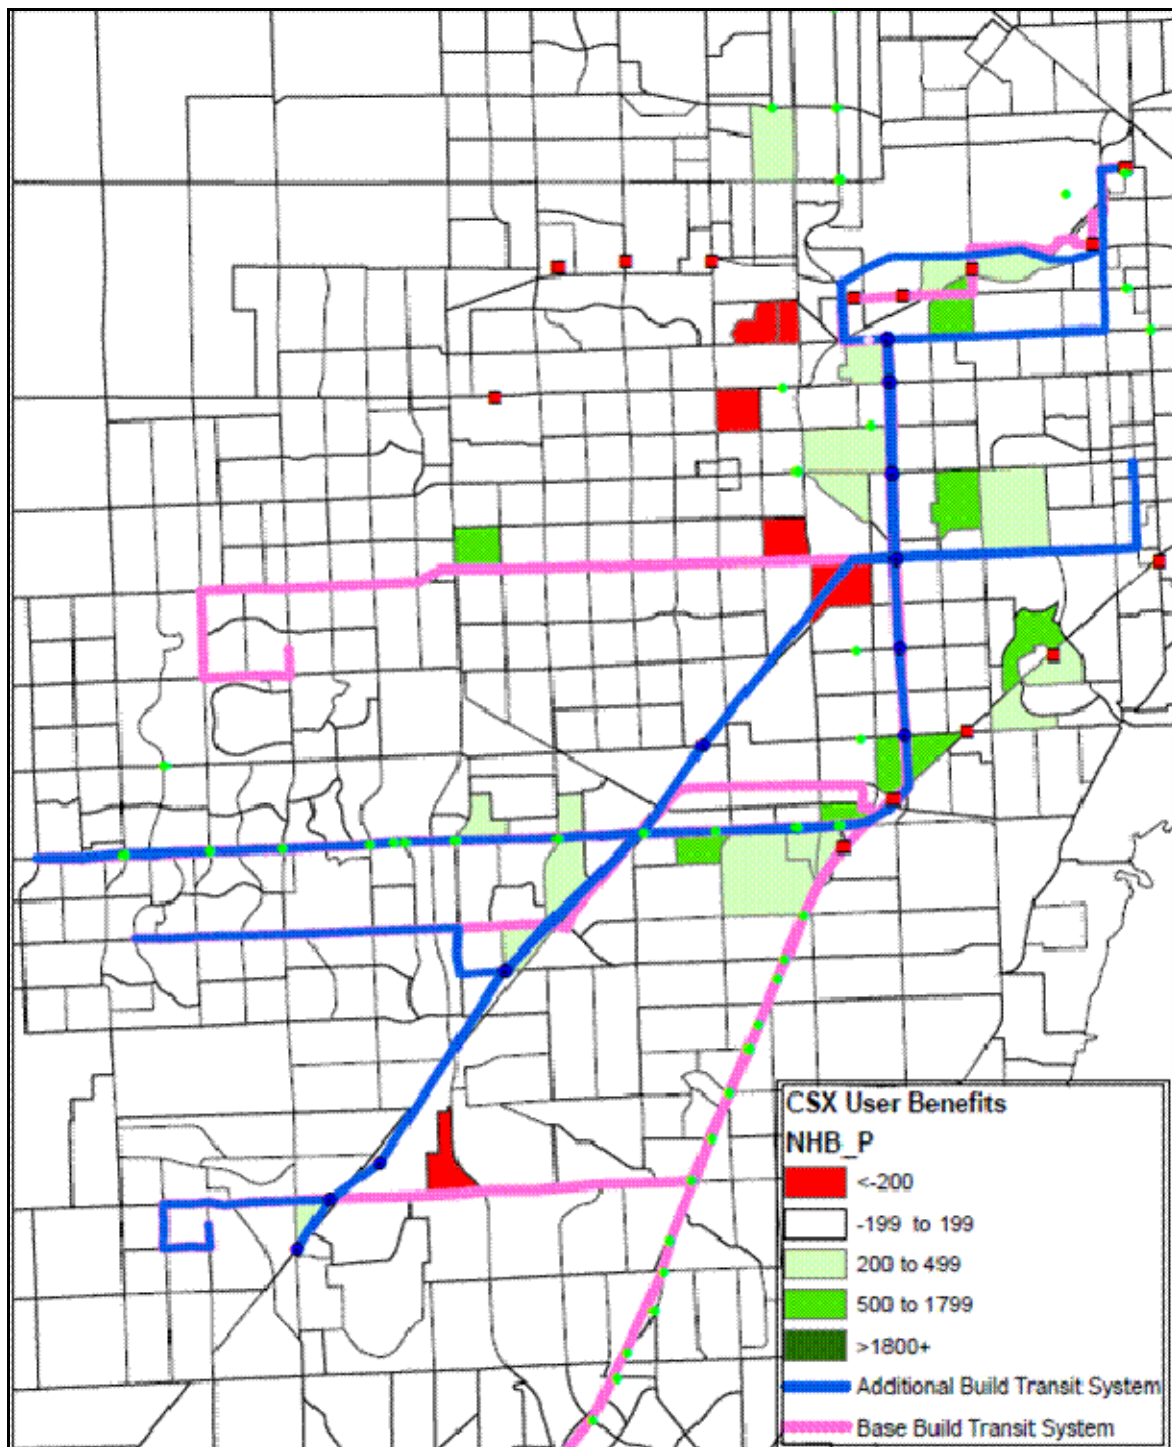 CSX User Benefits
NHB_P
<-200
-199 to 199
200 to 499
500 to 1799
>1800+
Additional Build Transit System
Base Build Transit System